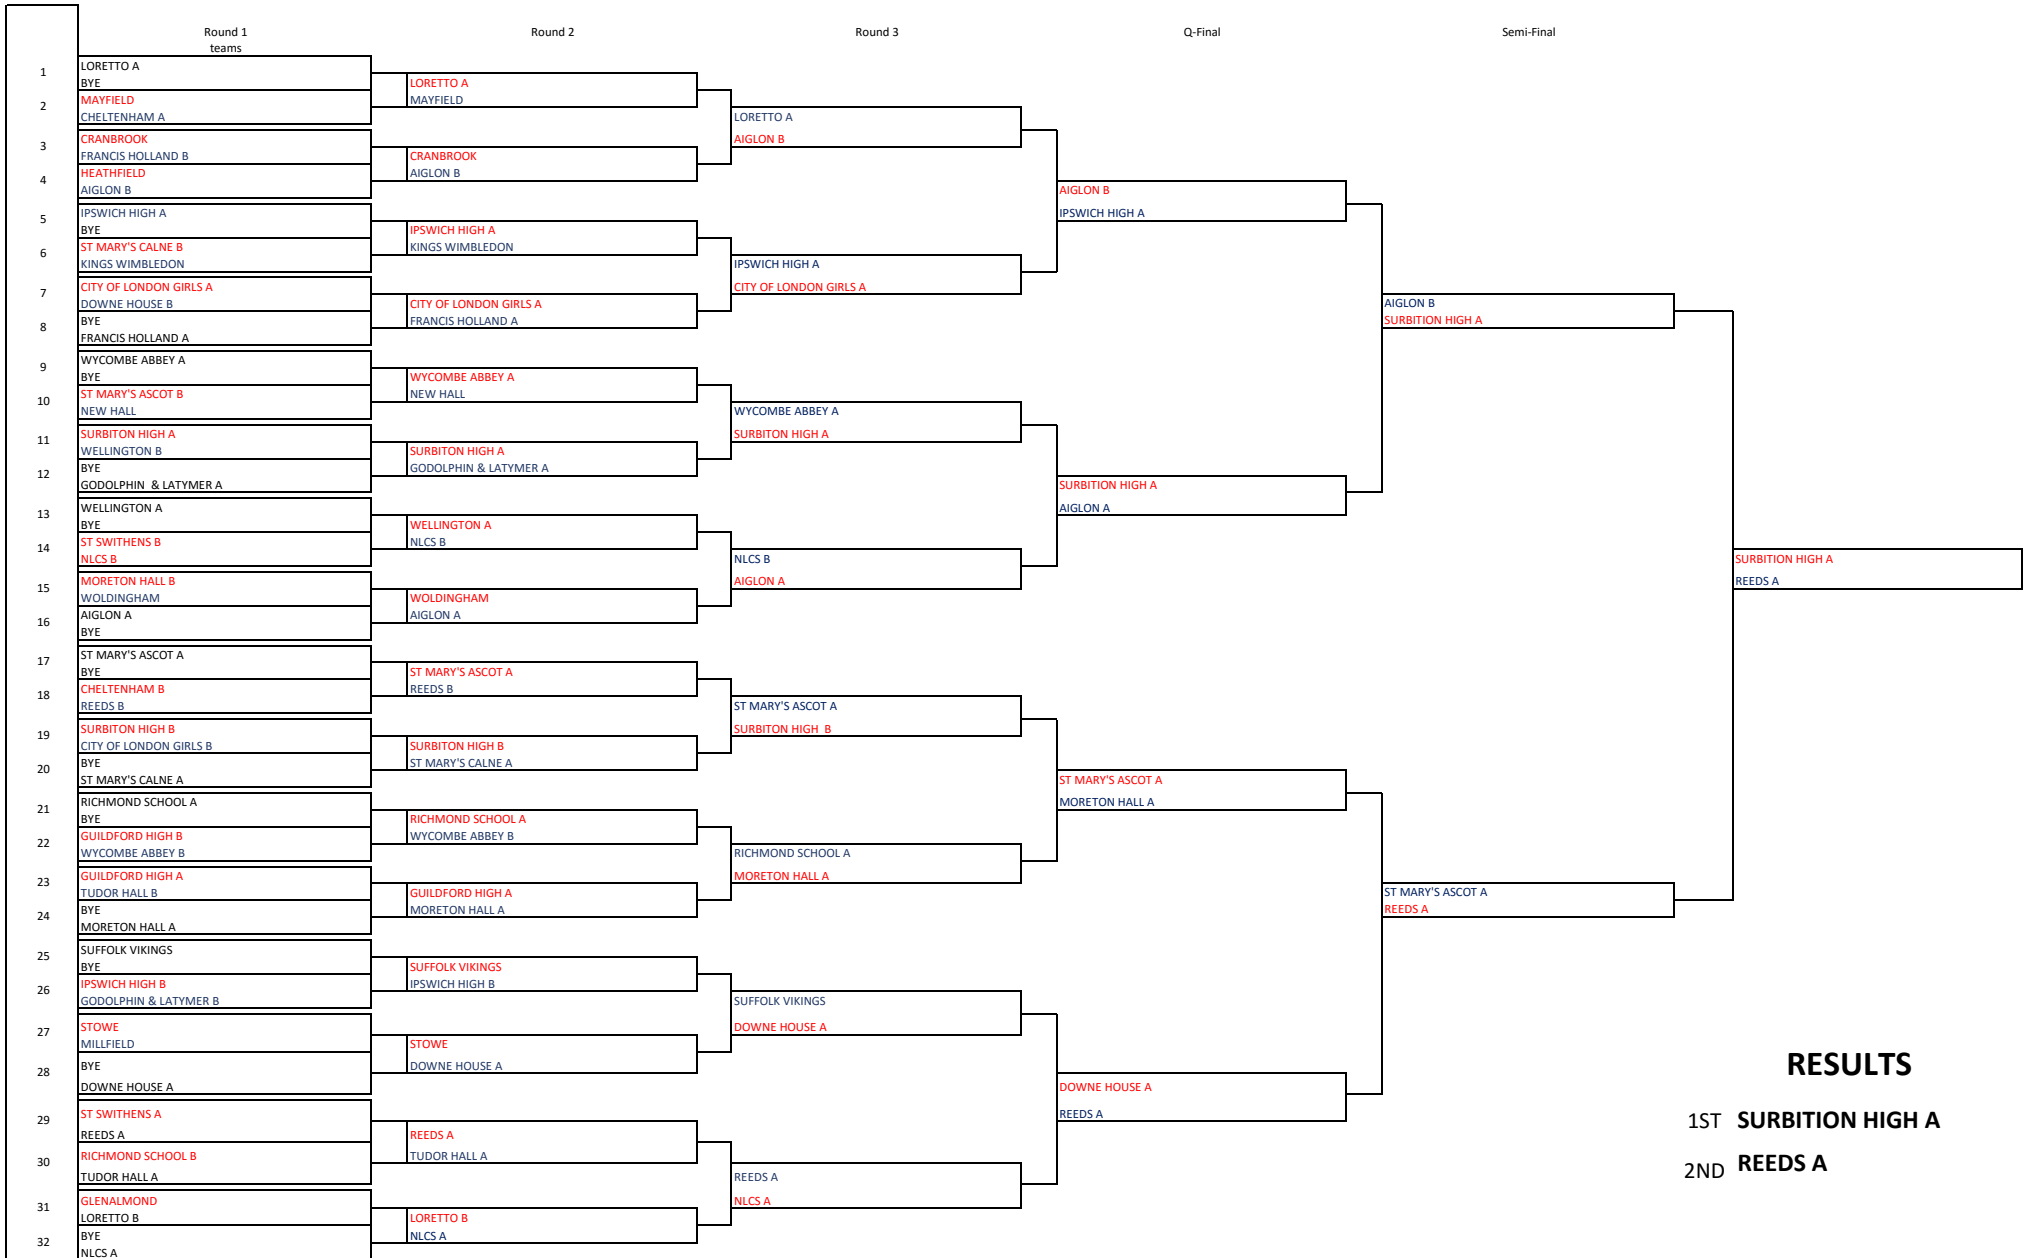 Round 1
teams
Round 2
Round 3
Q-Final
Semi-Final
1
LORETTO A
BYE
2
MAYFIELD
CHELTENHAM A
3
CRANBROOK
FRANCIS HOLLAND B
4
HEATHFIELD
AIGLON B
5
IPSWICH HIGH A
BYE
6
ST MARY'S CALNE B
KINGS WIMBLEDON
7
CITY OF LONDON GIRLS A
DOWNE HOUSE B
8
BYE
FRANCIS HOLLAND A
9
WYCOMBE ABBEY A
BYE
10
ST MARY'S ASCOT B
NEW HALL
11
SURBITON HIGH A
WELLINGTON B
12
BYE
GODOLPHIN  & LATYMER A
13
WELLINGTON A
BYE
14
ST SWITHENS B
NLCS B
15
MORETON HALL B
WOLDINGHAM
16
AIGLON A
BYE
17
ST MARY'S ASCOT A
BYE
18
CHELTENHAM B
REEDS B
19
SURBITON HIGH B
CITY OF LONDON GIRLS B
20
BYE
ST MARY'S CALNE A
21
RICHMOND SCHOOL A
BYE
22
GUILDFORD HIGH B
WYCOMBE ABBEY B
23
GUILDFORD HIGH A
TUDOR HALL B
24
BYE
MORETON HALL A
25
SUFFOLK VIKINGS
BYE
26
IPSWICH HIGH B
GODOLPHIN & LATYMER B
27
STOWE
MILLFIELD
28
BYE
DOWNE HOUSE A
29
ST SWITHENS A
REEDS A
30
RICHMOND SCHOOL B
TUDOR HALL A
31
GLENALMOND
LORETTO B
32
BYE
NLCS A
LORETTO A
MAYFIELD
CRANBROOK
AIGLON B
IPSWICH HIGH A
KINGS WIMBLEDON
CITY OF LONDON GIRLS A
FRANCIS HOLLAND A
WYCOMBE ABBEY A
NEW HALL
SURBITON HIGH A
GODOLPHIN & LATYMER A
WELLINGTON A
NLCS B
WOLDINGHAM
AIGLON A
ST MARY'S ASCOT A
REEDS B
SURBITON HIGH B
ST MARY'S CALNE A
RICHMOND SCHOOL A
WYCOMBE ABBEY B
GUILDFORD HIGH A
MORETON HALL A
SUFFOLK VIKINGS
IPSWICH HIGH B
STOWE
DOWNE HOUSE A
REEDS A
TUDOR HALL A
LORETTO B
NLCS A
LORETTO A
AIGLON B
IPSWICH HIGH A
CITY OF LONDON GIRLS A
WYCOMBE ABBEY A
SURBITON HIGH A
NLCS B
AIGLON A
ST MARY'S ASCOT A
SURBITON HIGH  B
RICHMOND SCHOOL A
MORETON HALL A
SUFFOLK VIKINGS
DOWNE HOUSE A
REEDS A
NLCS A
AIGLON B
IPSWICH HIGH A
SURBITION HIGH A
AIGLON A
ST MARY'S ASCOT A
MORETON HALL A
DOWNE HOUSE A
REEDS A
AIGLON B
SURBITION HIGH A
ST MARY'S ASCOT A
REEDS A
SURBITION HIGH A
REEDS A
RESULTS
1ST SURBITION HIGH A
2ND REEDS A